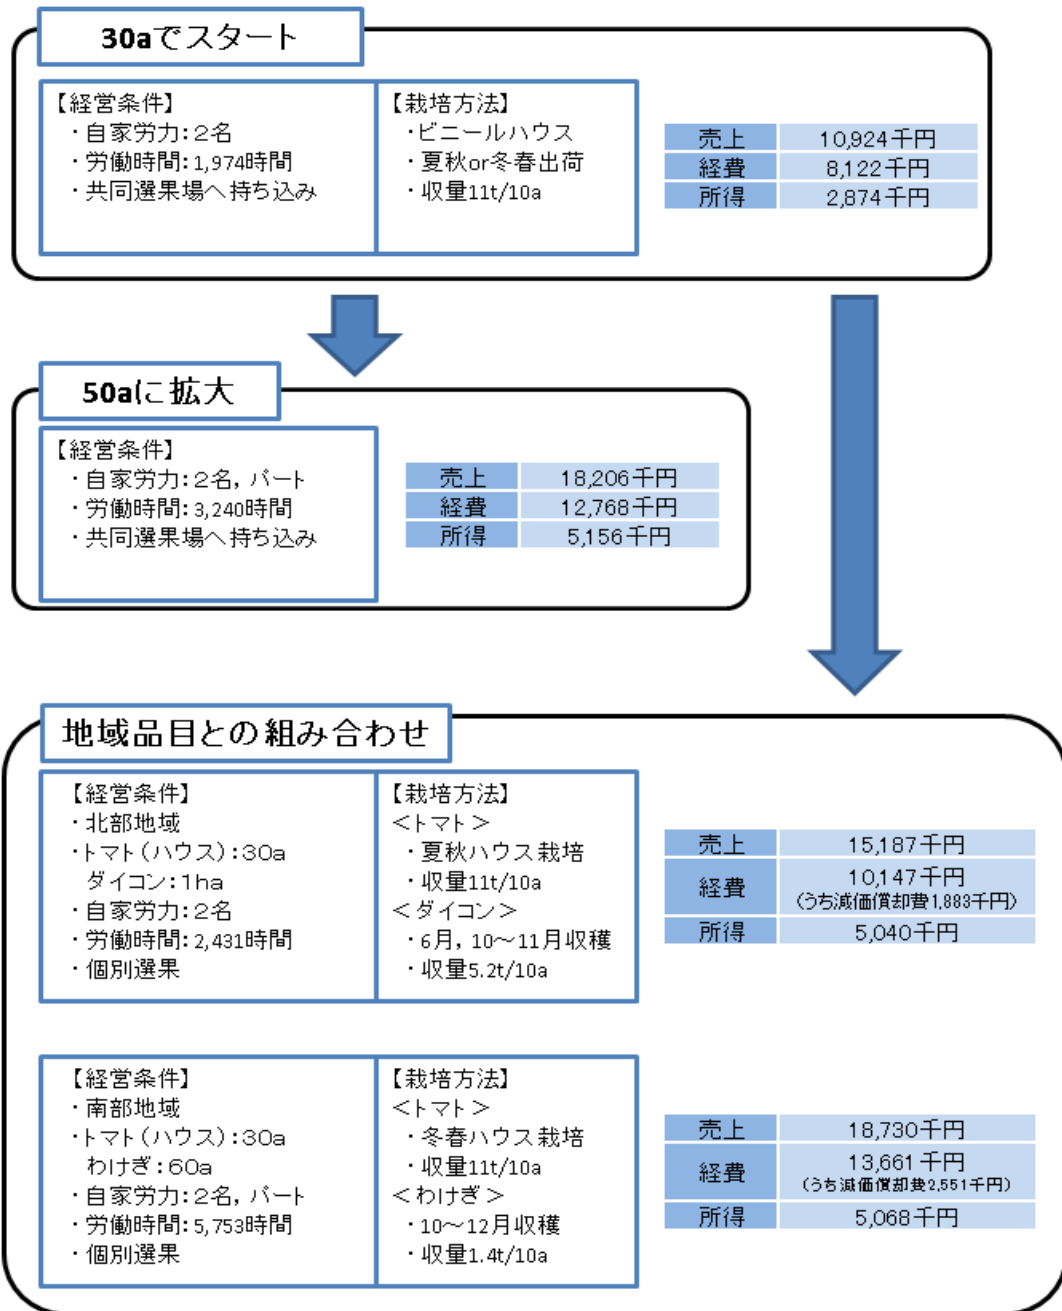 30aでスタート
【経営条件】
・自家労力：２名
・労働時間：1,974時間
・共同選果場へ持ち込み
【栽培方法】
・ビニールハウス
・夏秋or冬春出荷
・収量11t/10a
売上 10,924千円
経費 8,122千円
所得 2,874千円
50aに拡大
【経営条件】
・自家労力：２名，パート
・労働時間：3,240時間
・共同選果場へ持ち込み
売上 18,206千円
経費 12,768千円
所得 5,156千円
地域品目との組み合わせ
【経営条件】
・北部地域
・トマト（ハウス）：30a
ダイコン：1ha
・自家労力：２名
・労働時間：2,431時間
・個別選果
【栽培方法】
＜トマト＞
・夏秋ハウス栽培
・収量11t/10a
＜ダイコン＞
・6月，10～11月収穫
・収量5.2t/10a
売上 15,187千円
経費 10,147千円
（うち減価償却費1,883千円）
所得 5,040千円
【経営条件】
・南部地域
・トマト（ハウス）：30a
わけぎ：60a
・自家労力：２名，パート
・労働時間：5,753時間
・個別選果
【栽培方法】
＜トマト＞
・冬春ハウス栽培
・収量11t/10a
＜わけぎ＞
・10～12月収穫
・収量1.4t/10a
売上 18,730千円
経費 13,661千円
（うち減価償却費2,551千円）
所得 5,068千円